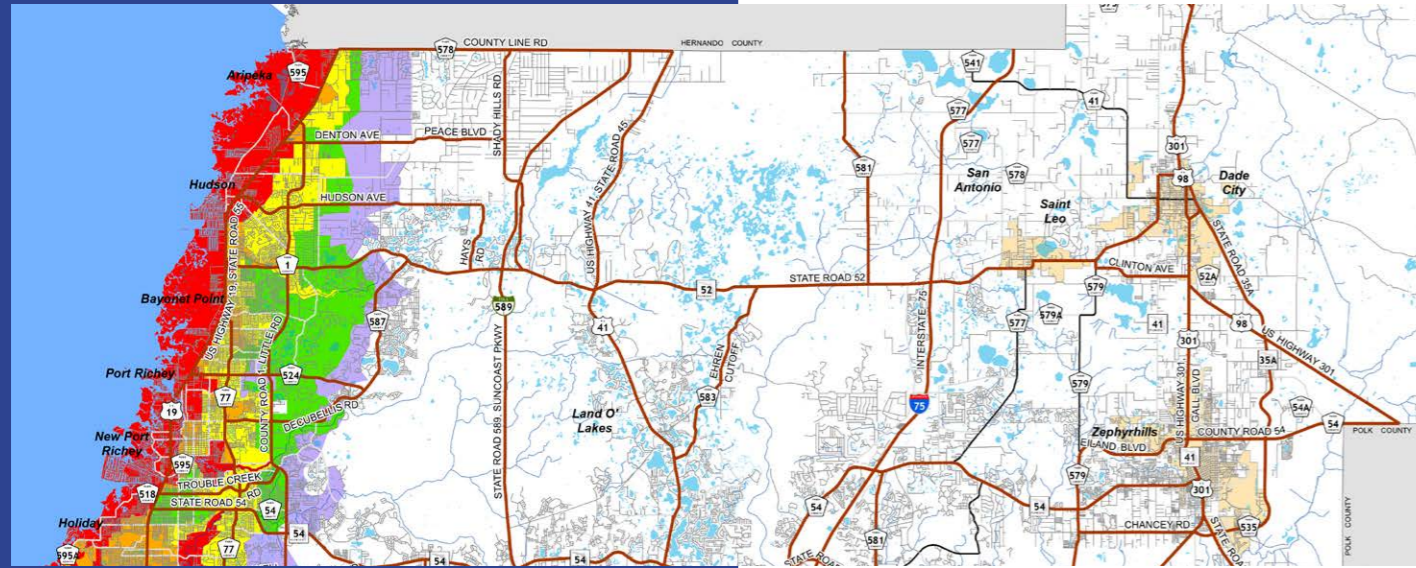 578
COUNTY LINE RD
HERNANDO COUNTY
Aripeka
595
541
577
41
SHADY HILLS RD
US HIGHWAY 41, STATE ROAD 45
DENTON AVE
PEACE BLVD
577
301
581
San
Antonio
578
98
Dade
City
Hudson
HUDSON AVE
Saint
Leo
STATE ROAD 35A
US HIGHWAY 19, STATE ROAD 55
HAYS
RD
1
CLINTON AVE
STATE ROAD 52
52
579
52A
Bayonet Point
589
587
41
577
579A
41
98
301
US HIGHWAY 301
INTERSTATE 75
STATE ROAD 589, SUNCOAST PKWY
COUNTY ROAD 1, LITTLE RD
EHREN
CUTOFF
35A
Port Richey
524
77
583
579
75
19
DECUBELLIS RD
Land O'
Lakes
US HIGHWAY 301
GALL BLVD
54A
54
POLK COUNTY
New Port
Richey
595
Zephyrhills
COUNTY ROAD 54
EILAND BLVD
41
TROUBLE CREEK
RD
518
STATE ROAD 54
54
579
301
54
54
CHANCEY RD
535
POLK COUNTY
Holiday
77
54
581
595A
54
54